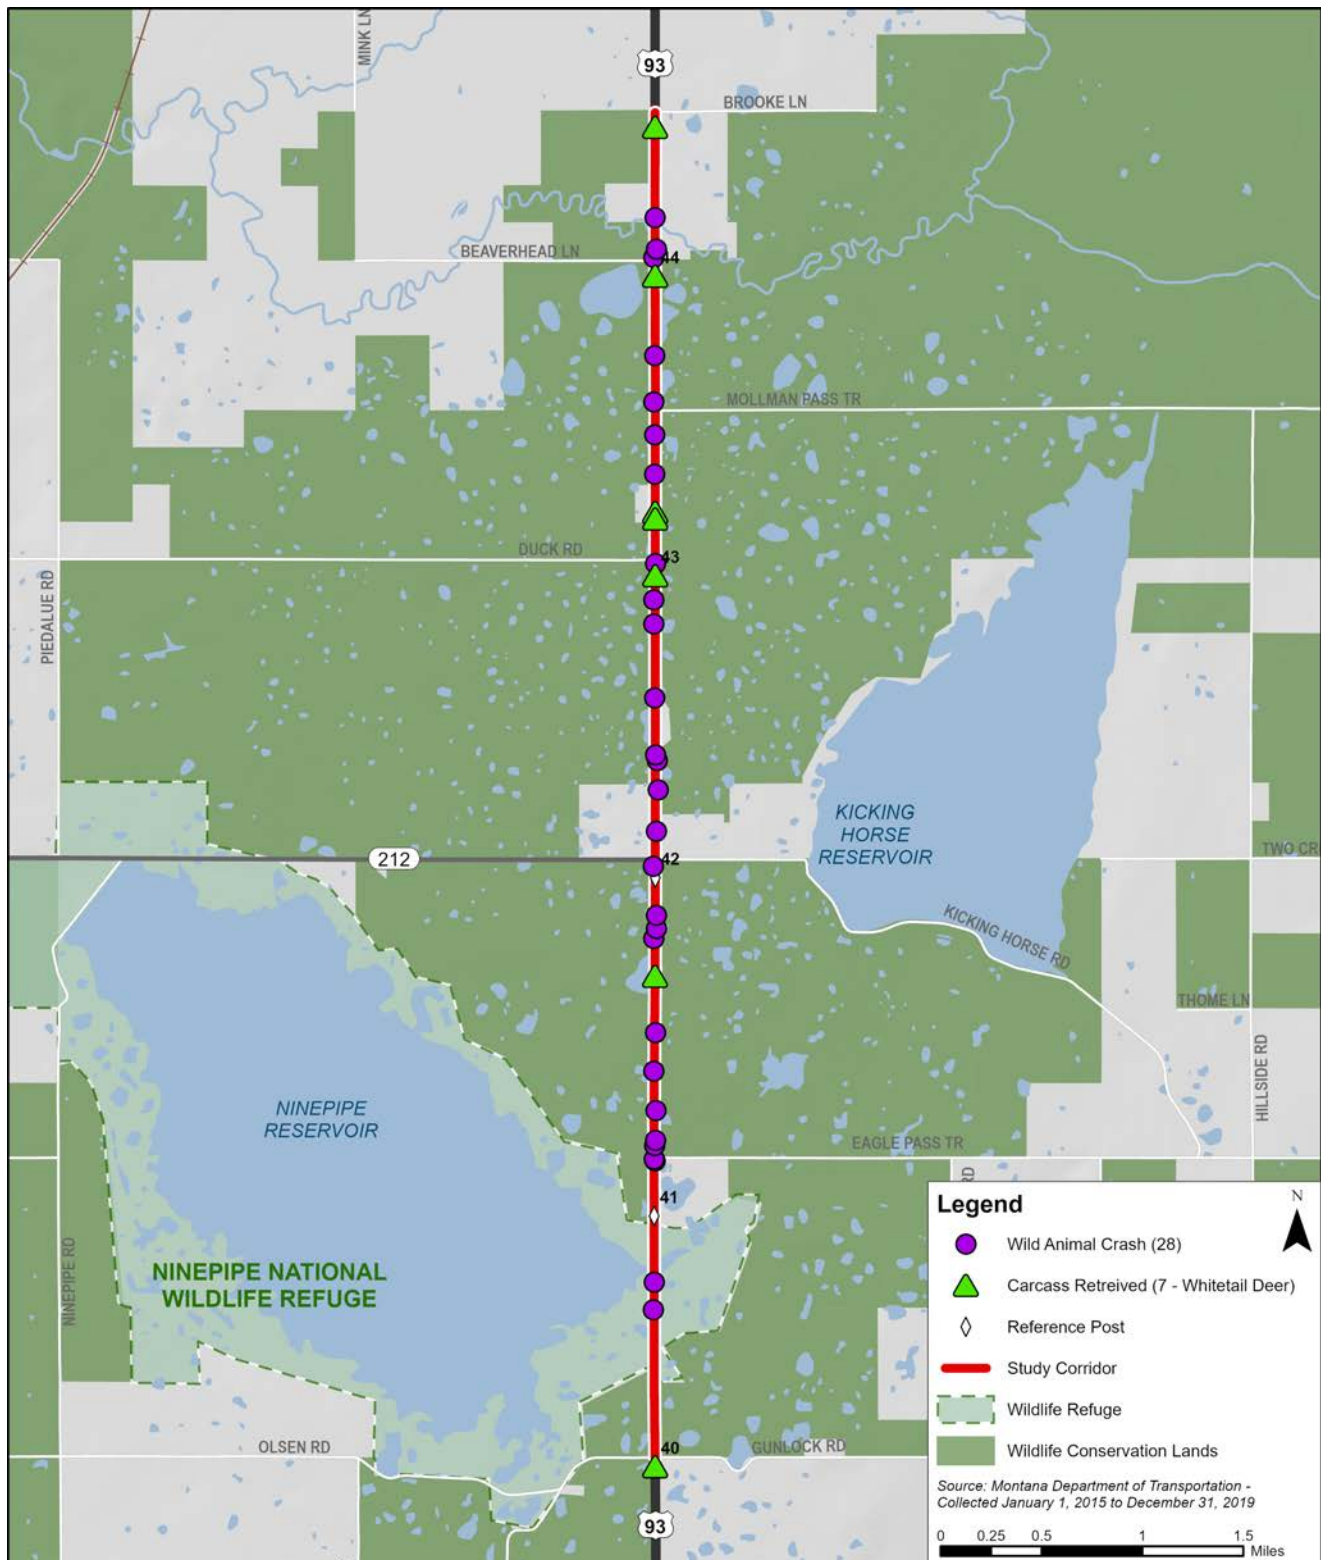 MINK LN
93
BROOKE LN
BEAVERHEAD LN
44
MOLLMAN PASS TR
DUCK RD
43
PIEDALUE RD
KICKING
HORSE
RESERVOIR
212
42
TWO CR
KICKING HORSE RD
THOME LN
HILLSIDE RD
NINEPIPE
RESERVOIR
EAGLE PASS TR
RD
41
NINEPIPE RD
NINEPIPE NATIONAL
WILDLIFE REFUGE
OLSEN RD
40
GUNLOCK RD
93
Legend
N
Wild Animal Crash (28)
Carcass Retreived (7 - Whitetail Deer)
Reference Post
Study Corridor
Wildlife Refuge
Wildlife Conservation Lands
Source: Montana Department of Transportation -
Collected January 1, 2015 to December 31, 2019
0 0.25 0.5 1 1.5
Miles